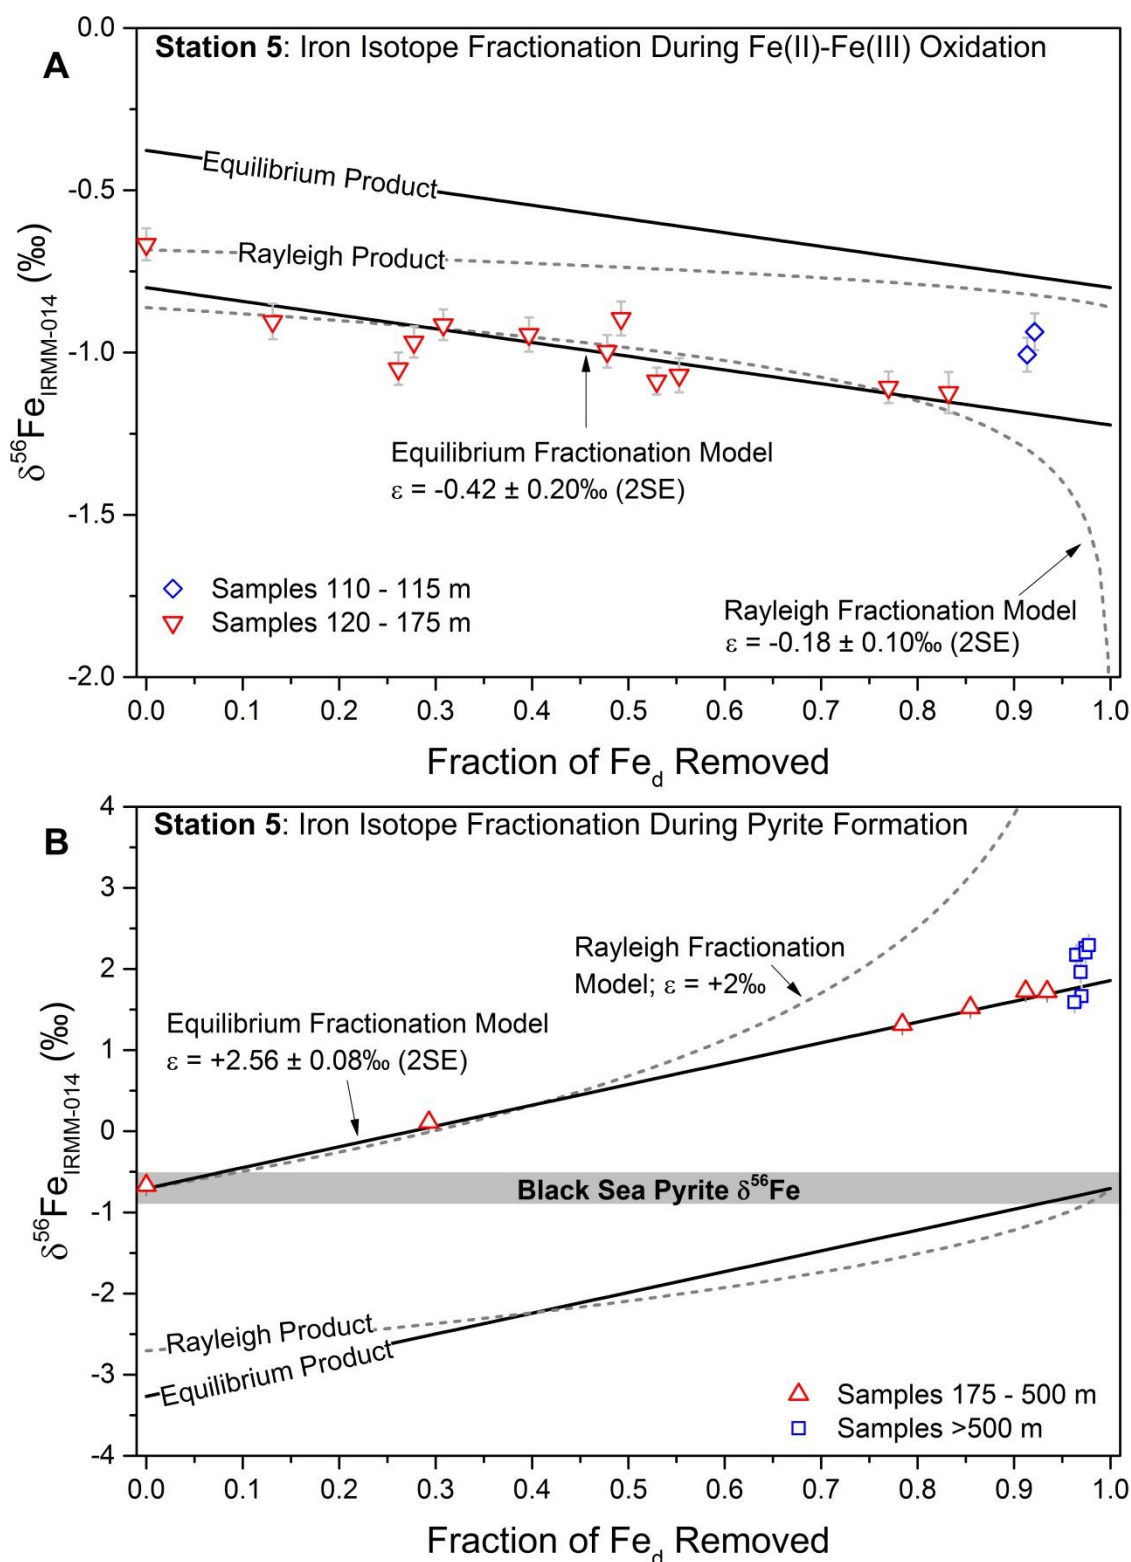 A
Station 5: Iron Isotope Fractionation During Fe(II)-Fe(III) Oxidation
0.0
-0.5
-1.0
-1.5
-2.0
δ56FeIRMM-014 (‰)
Equilibrium Product
Rayleigh Product
Equilibrium Fractionation Model
ε = -0.42 ± 0.20‰ (2SE)
Samples 110 - 115 m
Samples 120 - 175 m
Rayleigh Fractionation Model
ε = -0.18 ± 0.10‰ (2SE)
0.0 0.1 0.2 0.3 0.4 0.5 0.6 0.7 0.8 0.9 1.0
Fraction of Fed Removed
B
Station 5: Iron Isotope Fractionation During Pyrite Formation
4
3
2
1
0
-1
-2
-3
-4
δ56FeIRMM-014 (‰)
Rayleigh Fractionation
Model; ε = +2‰
Equilibrium Fractionation Model
ε = +2.56 ± 0.08‰ (2SE)
Black Sea Pyrite δ56Fe
Rayleigh Product
Equilibrium Product
Samples 175 - 500 m
Samples >500 m
0.0 0.1 0.2 0.3 0.4 0.5 0.6 0.7 0.8 0.9 1.0
Fraction of Fed Removed